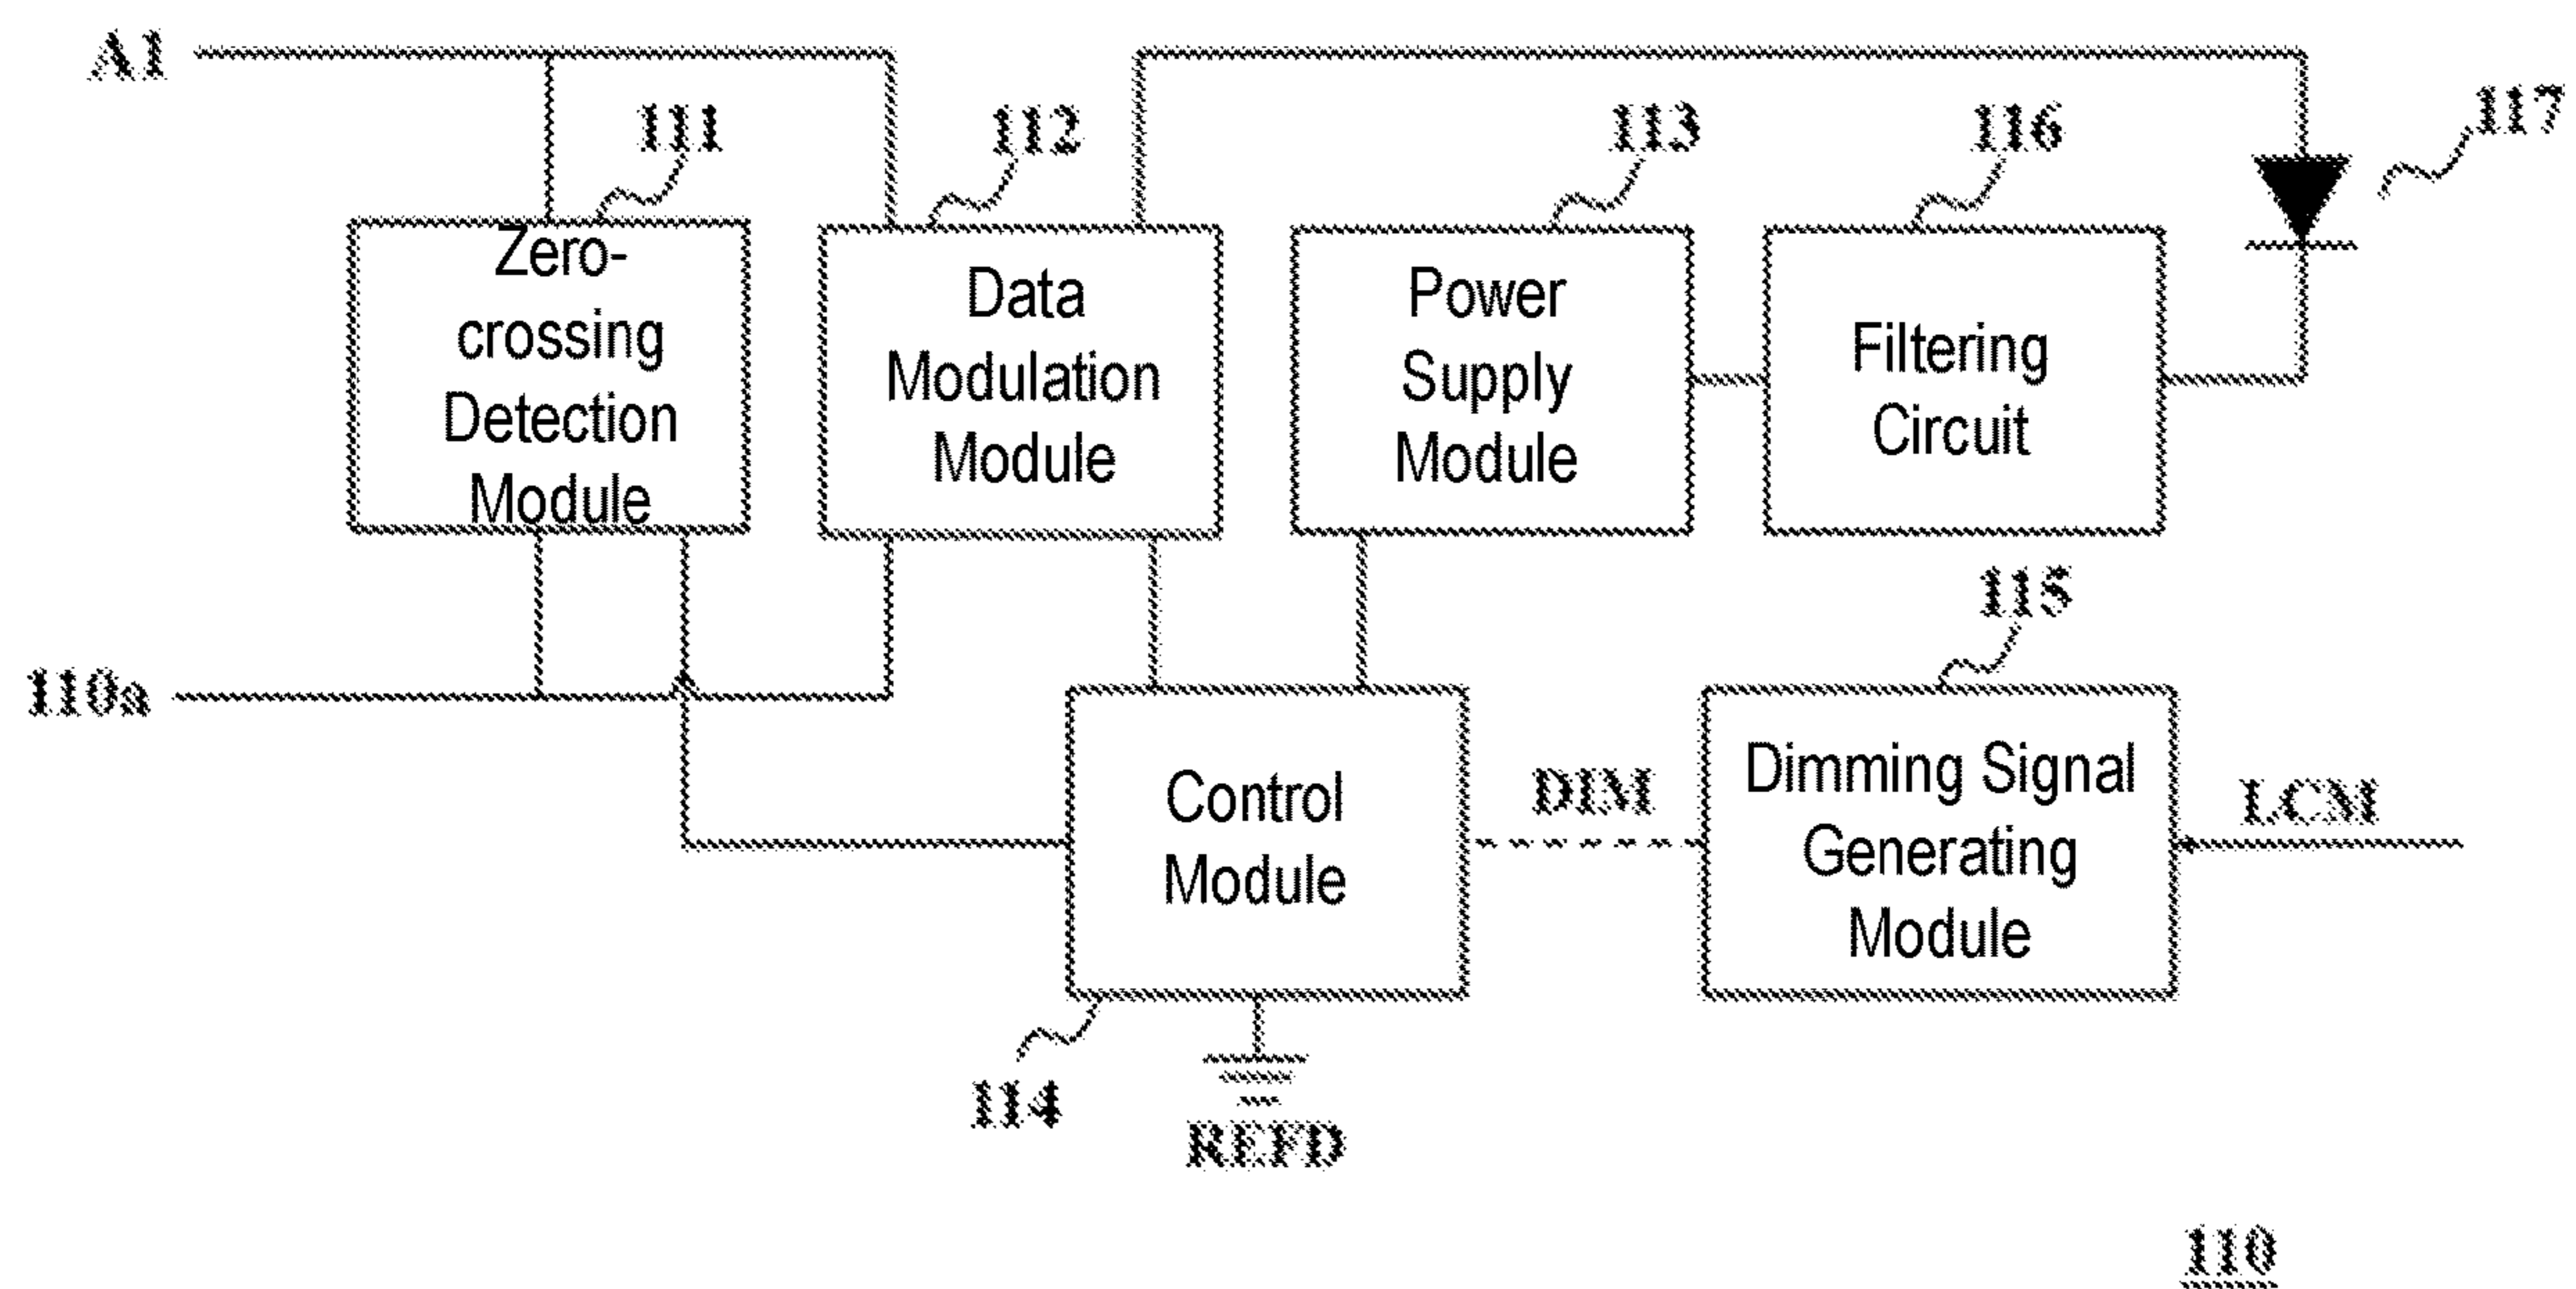 A1
111
112
113
116
117
Zero-
crossing
Detection
Module
Data
Modulation
Module
Power
Supply
Module
Filtering
Circuit
115
110a
Control
Module
DIM
Dimming Signal
Generating
Module
LCM
114
REFD
110